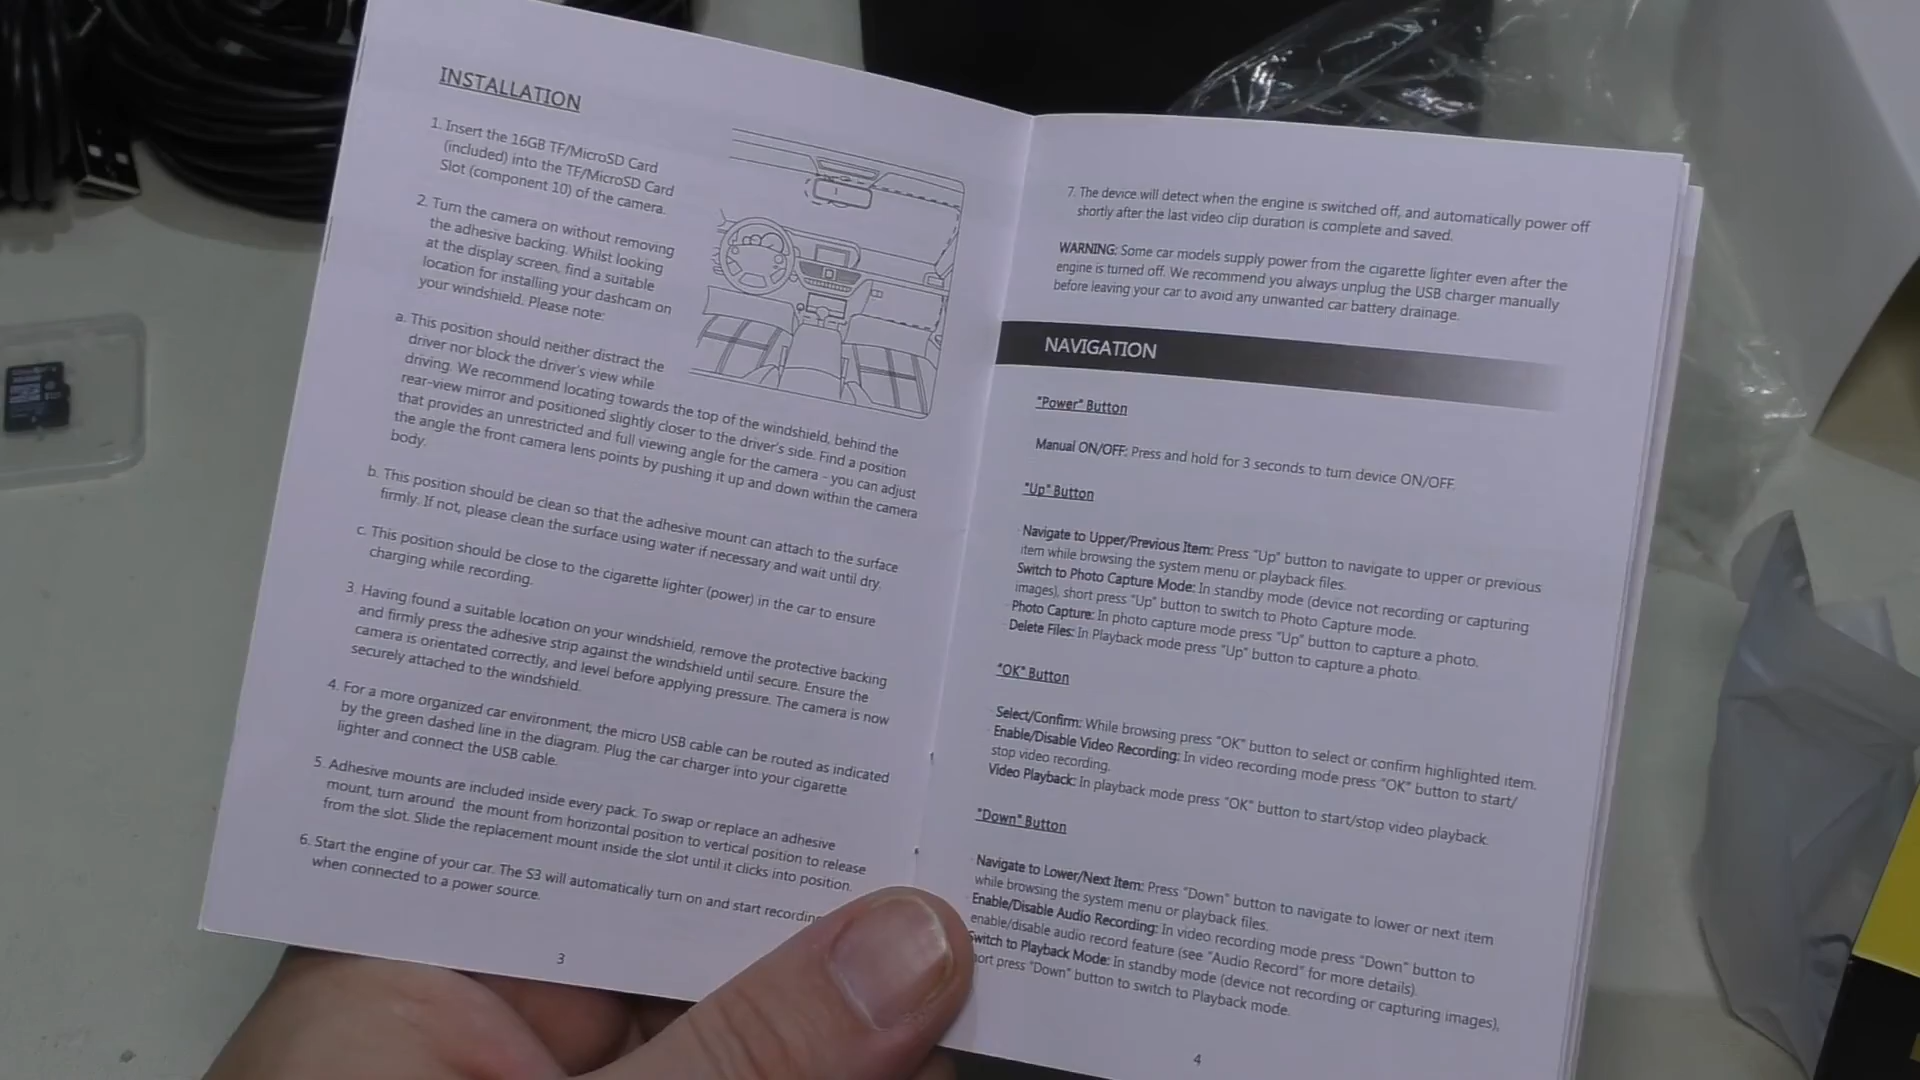 INSTALLATION
1. Insert the 16GB TF/MicroSD Card
(included) into the TF/MicroSD Card
Slot (component 10) of the camera.
2. Turn the camera on without removing
the adhesive backing. Whilst looking
at the display screen, find a suitable
location for installing your dashcam on
your windshield. Please note:
a. This position should neither distract the
driver nor block the driver's view while
driving. We recommend locating towards the top of the windshield, behind the
rear-view mirror and positioned slightly closer to the driver's side. Find a position
that provides an unrestricted and full viewing angle for the camera - you can adjust
the angle the front camera lens points by pushing it up and down within the camera
body.
b. This position should be clean so that the adhesive mount can attach to the surface
firmly. If not, please clean the surface using water if necessary and wait until dry.
c. This position should be close to the cigarette lighter (power) in the car to ensure
charging while recording.
3. Having found a suitable location on your windshield, remove the protective backing
and firmly press the adhesive strip against the windshield until secure. Ensure the
camera is orientated correctly, and level before applying pressure. The camera is now
securely attached to the windshield.
4. For a more organized car environment, the micro USB cable can be routed as indicated
by the green dashed line in the diagram. Plug the car charger into your cigarette
lighter and connect the USB cable.
5. Adhesive mounts are included inside every pack. To swap or replace an adhesive
mount, turn around the mount from horizontal position to vertical position to release
from the slot. Slide the replacement mount inside the slot until it clicks into position.
6. Start the engine of your car. The S3 will automatically turn on and start recording
when connected to a power source.
3
7. The device will detect when the engine is switched off, and automatically power off
shortly after the last video clip duration is complete and saved.
WARNING: Some car models supply power from the cigarette lighter even after the
engine is turned off. We recommend you always unplug the USB charger manually
before leaving your car to avoid any unwanted car battery drainage.
NAVIGATION
"Power" Button
Manual ON/OFF: Press and hold for 3 seconds to turn device ON/OFF.
"Up" Button
Navigate to Upper/Previous Item: Press "Up" button to navigate to upper or previous
item while browsing the system menu or playback files.
Switch to Photo Capture Mode: In standby mode (device not recording or capturing
images), short press "Up" button to switch to Photo Capture mode.
Photo Capture: In photo capture mode press "Up" button to capture a photo.
Delete Files: In Playback mode press "Up" button to capture a photo.
"OK" Button
Select/Confirm: While browsing press "OK" button to select or confirm highlighted item.
Enable/Disable Video Recording: In video recording mode press "OK" button to start/
stop video recording.
Video Playback: In playback mode press "OK" button to start/stop video playback.
"Down" Button
Navigate to Lower/Next Item: Press "Down" button to navigate to lower or next item
while browsing the system menu or playback files.
Enable/Disable Audio Recording: In video recording mode press "Down" button to
enable/disable audio record feature (see "Audio Record" for more details).
Switch to Playback Mode: In standby mode (device not recording or capturing images),
hort press "Down" button to switch to Playback mode.
4